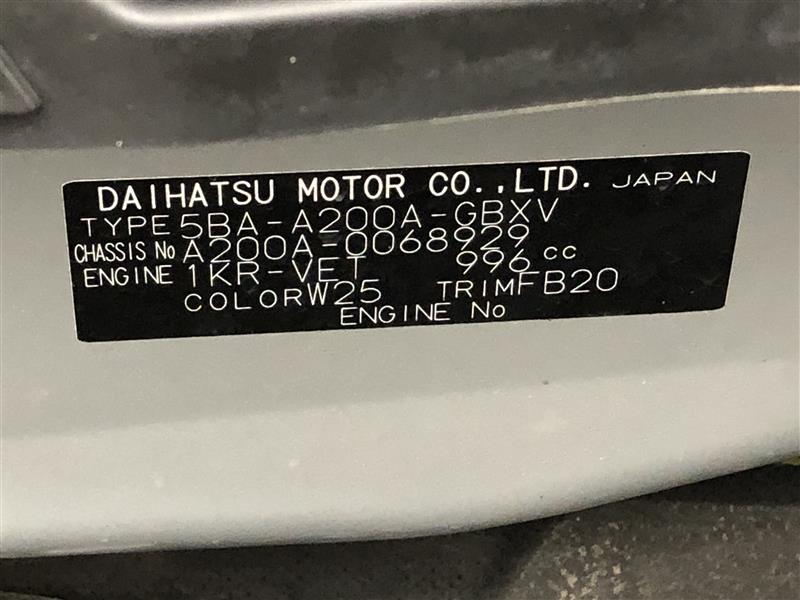 DAIHATSU MOTOR CO.,LTD. JAPAN
TYPE 5BA-A200A-GBXV
CHASSIS No A200A-0068929
ENGINE 1KR-VET 996 cc
COLOR W25 TRIM FB20
ENGINE No